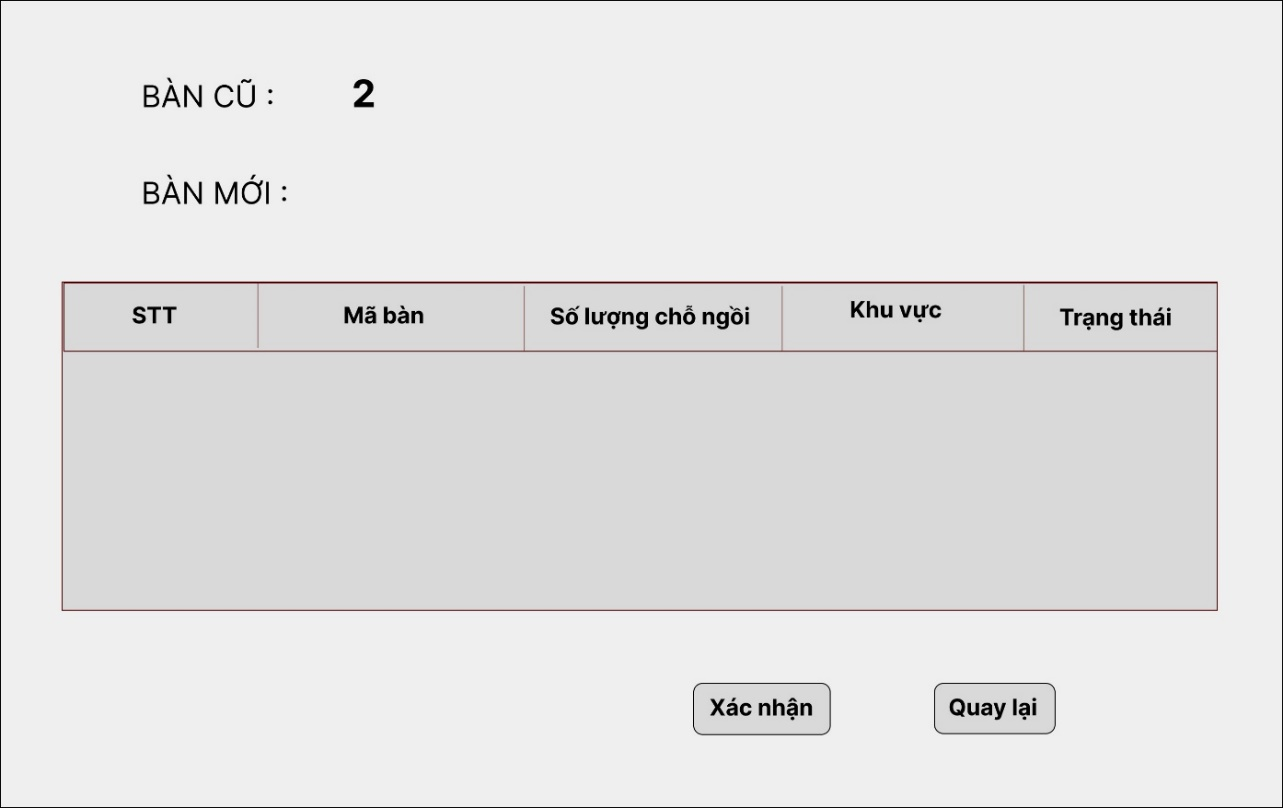 BÀN CŨ : 2
BÀN MỚI :
STT Mã bàn Số lượng chỗ ngồi Khu vực Trạng thái
Xác nhận Quay lại